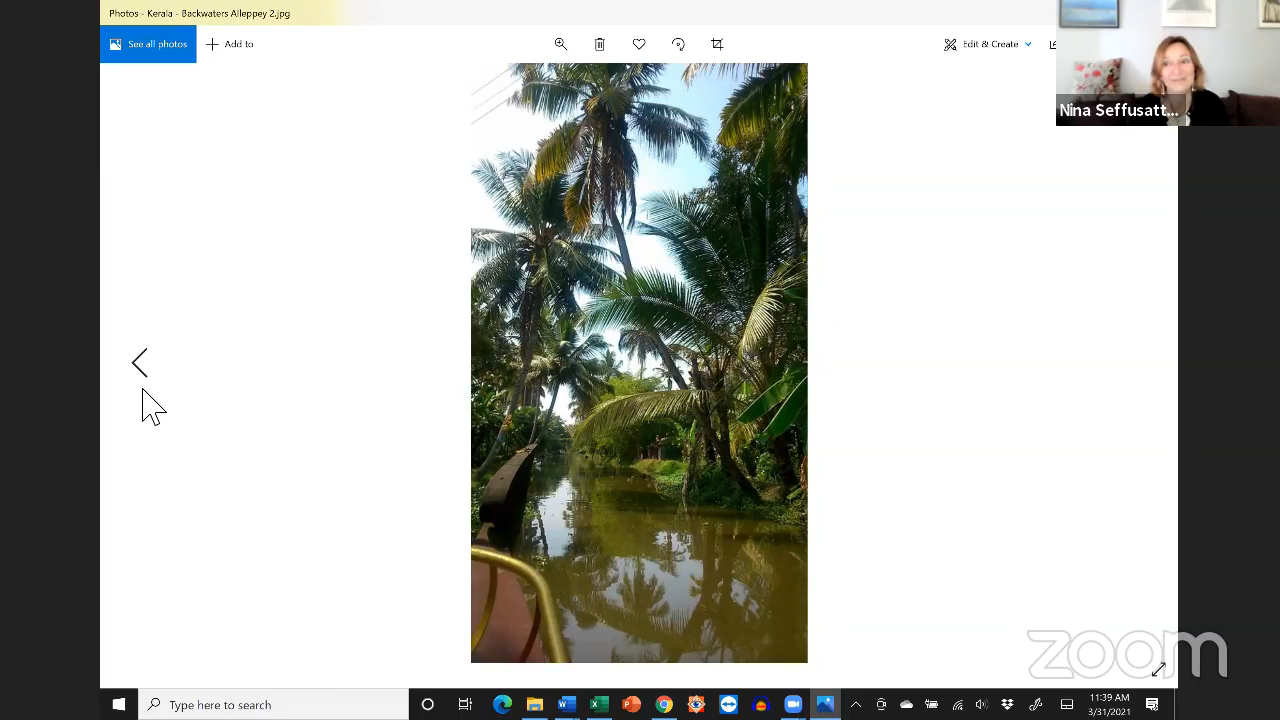 Photos - Kerala - Backwaters Alleppey 2.jpg
See all photos
Add to
Edit & Create
Nina Seffusatt...
zoom
Type here to search
11:39 AM
3/31/2021